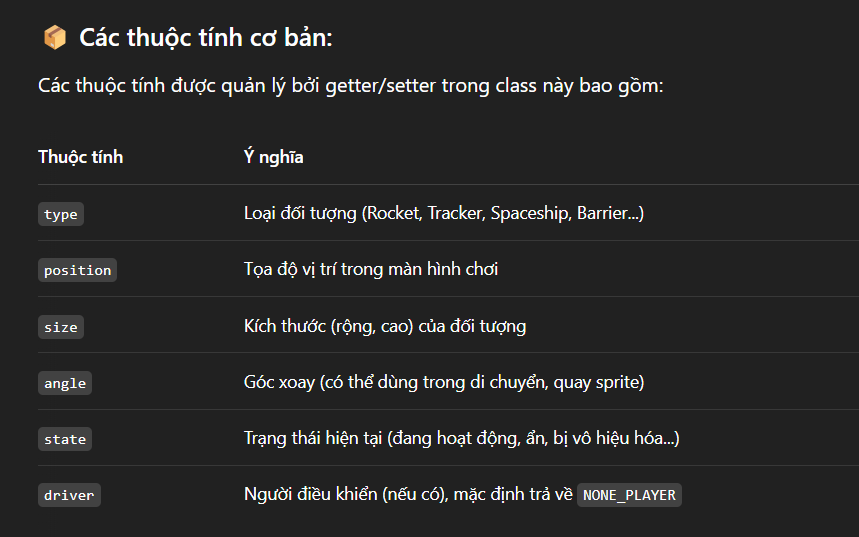 📦 Các thuộc tính cơ bản:
Các thuộc tính được quản lý bởi getter/setter trong class này bao gồm:
Thuộc tính Ý nghĩa
type Loại đối tượng (Rocket, Tracker, Spaceship, Barrier...)
position Tọa độ vị trí trong màn hình chơi
size Kích thước (rộng, cao) của đối tượng
angle Góc xoay (có thể dùng trong di chuyển, quay sprite)
state Trạng thái hiện tại (đang hoạt động, ẩn, bị vô hiệu hóa...)
driver Người điều khiển (nếu có), mặc định trả về NONE_PLAYER